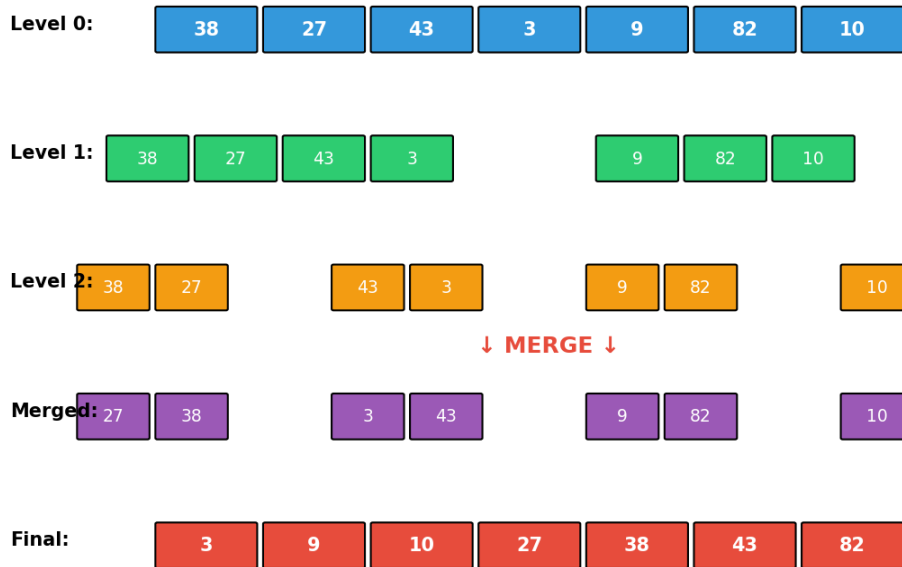 Level 0: 38 27 43 3 9 82 10
Level 1: 38 27 43 3 9 82 10
Level 2: 38 27 43 3 9 82 10
↓ MERGE ↓
Merged: 27 38 3 43 9 82 10
Final: 3 9 10 27 38 43 82